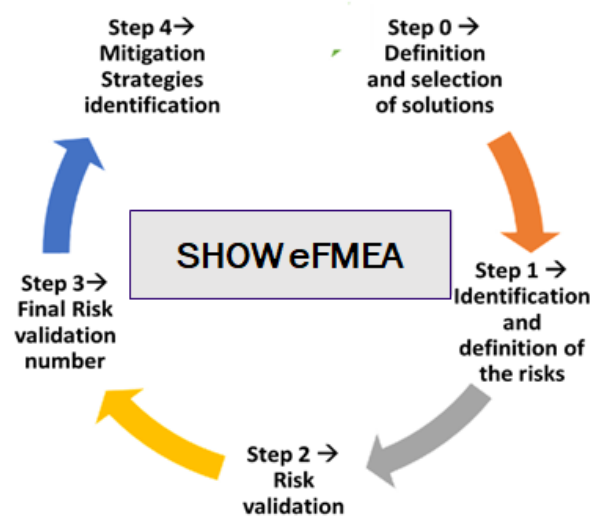 Step 0 →
Definition
and selection
of solutions
Step 1 →
Identification
and
definition of
the risks
Step 2 →
Risk
validation
Step 3→
Final Risk
validation
number
Step 4→
Mitigation
Strategies
identification
SHOW eFMEA